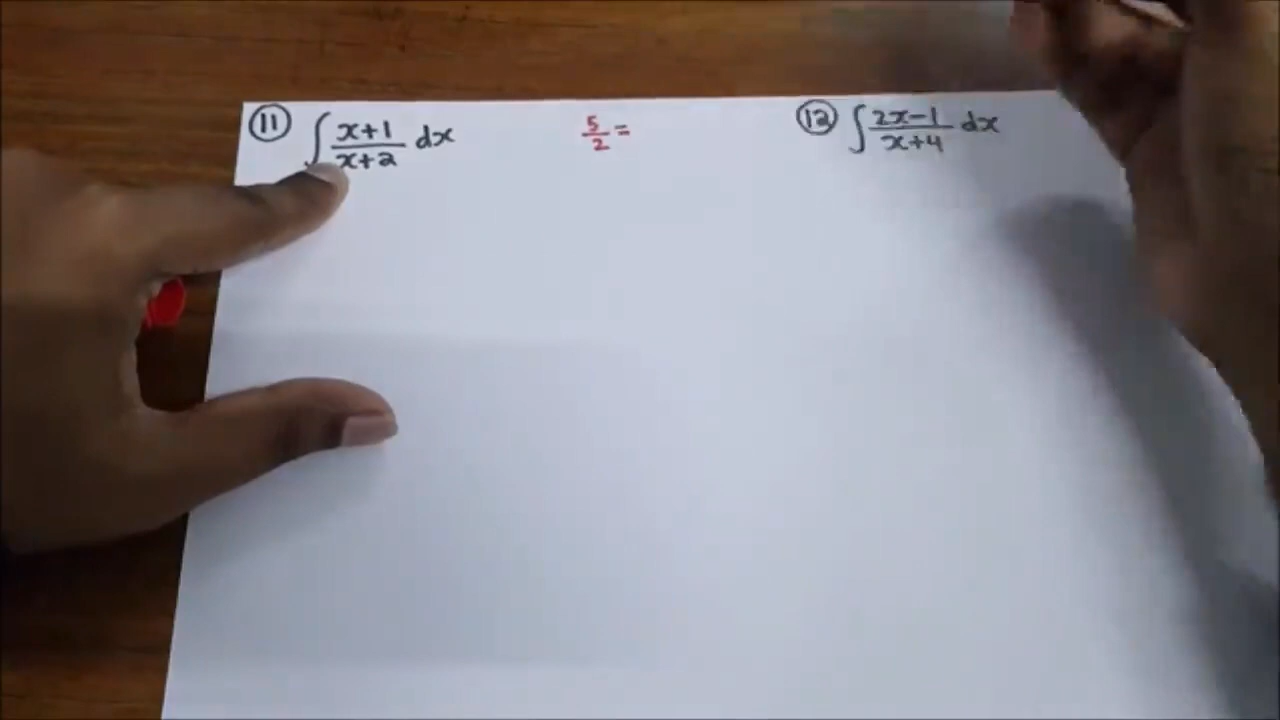 ⑪ ∫ x+1/x+2 dx
5/2 =
⑫ ∫ 2x-1/x+4 dx